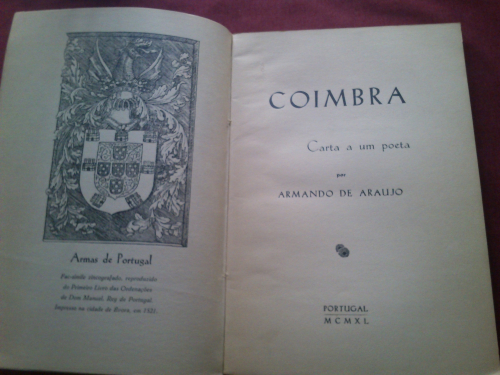 Armas de Portugal
Fac-simile zincografado, reproduzido
do Primeiro Livro das Ordenações
de Dom Manuel, Rey de Portugal.
Impresso na cidade de Évora, em 1521.
COIMBRA
Carta a um poeta
por
ARMANDO DE ARAUJO
PORTUGAL
MCMXL